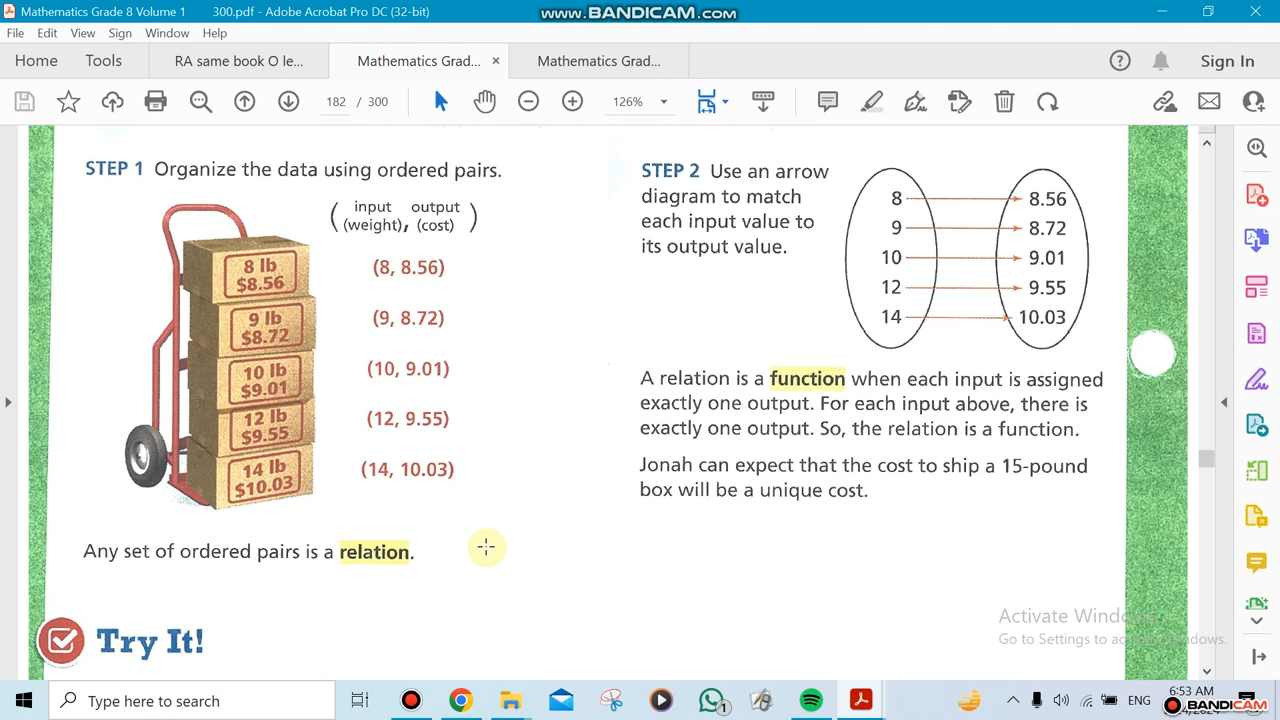 Mathematics Grade 8 Volume 1 300.pdf - Adobe Acrobat Pro DC (32-bit)
www.BANDICAM.com
File Edit View Sign Window Help
Home Tools RA same book O le... Mathematics Grad... × Mathematics Grad... Sign In
182 / 300 126%
STEP 1 Organize the data using ordered pairs.
(input (weight), output (cost))
8 lb
$8.56
9 lb
$8.72
10 lb
$9.01
12 lb
$9.55
14 lb
$10.03
(8, 8.56)
(9, 8.72)
(10, 9.01)
(12, 9.55)
(14, 10.03)
Any set of ordered pairs is a relation.
Try It!
STEP 2 Use an arrow
diagram to match
each input value to
its output value.
8 8.56
9 8.72
10 9.01
12 9.55
14 10.03
A relation is a function when each input is assigned
exactly one output. For each input above, there is
exactly one output. So, the relation is a function.
Jonah can expect that the cost to ship a 15-pound
box will be a unique cost.
Activate Windows
Go to Settings to activate Windows.
Type here to search
1
ENG
6:53 AM
BANDICAM